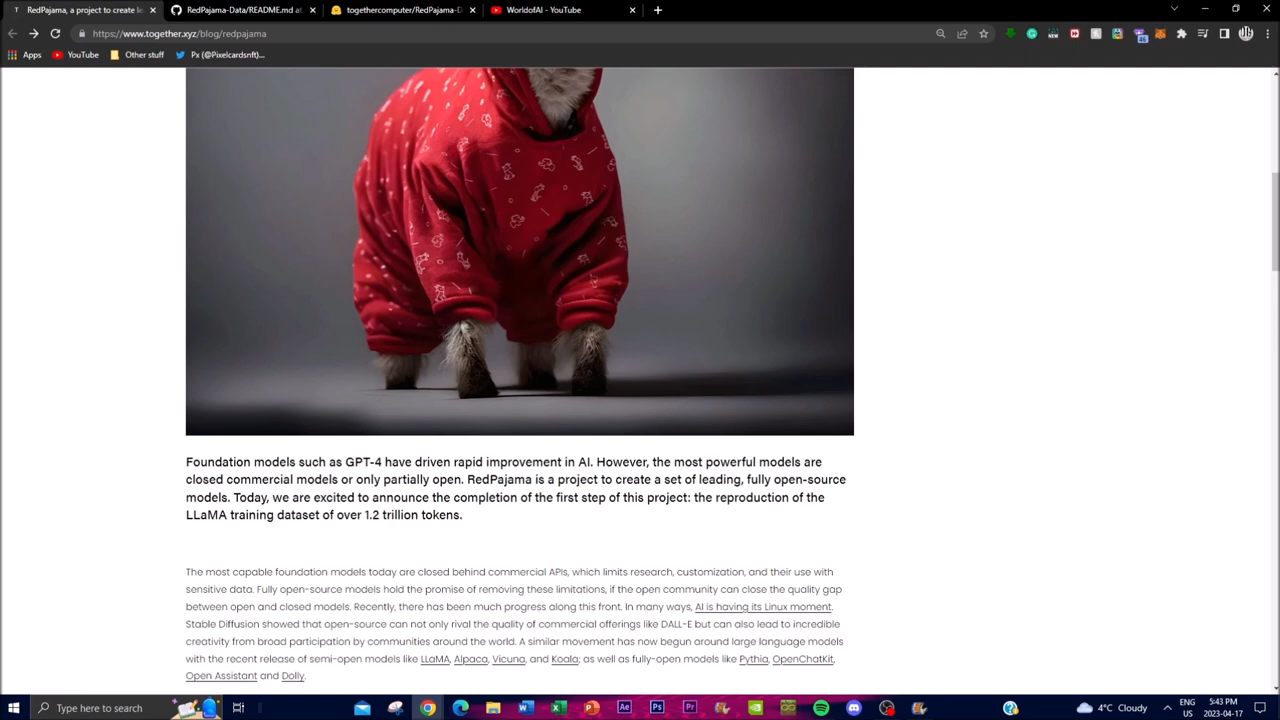 RedPajama, a project to create le
RedPajama-Data/README.md at
togethercomputer/RedPajama-D
WorldofAI - YouTube
https://www.together.xyz/blog/redpajama
Apps
YouTube
Other stuff
Px (@Pixelcardsnft)...
Foundation models such as GPT-4 have driven rapid improvement in AI. However, the most powerful models are
closed commercial models or only partially open. RedPajama is a project to create a set of leading, fully open-source
models. Today, we are excited to announce the completion of the first step of this project: the reproduction of the
LLaMA training dataset of over 1.2 trillion tokens.
The most capable foundation models today are closed behind commercial APIs, which limits research, customization, and their use with
sensitive data. Fully open-source models hold the promise of removing these limitations, if the open community can close the quality gap
between open and closed models. Recently, there has been much progress along this front. In many ways, AI is having its Linux moment.
Stable Diffusion showed that open-source can not only rival the quality of commercial offerings like DALL-E but can also lead to incredible
creativity from broad participation by communities around the world. A similar movement has now begun around large language models
with the recent release of semi-open models like LLaMA, Alpaca, Vicuna, and Koala; as well as fully-open models like Pythia, OpenChatKit,
Open Assistant and Dolly.
Type here to search
4°C Cloudy
ENG
US
5:43 PM
2023-04-17